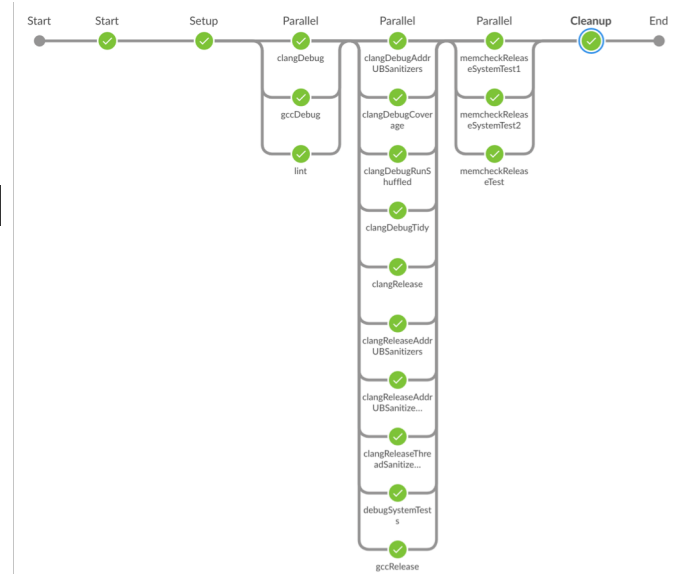 Start
Start
Setup
Parallel
Parallel
Parallel
Cleanup
End
clangDebug
gccDebug
lint
clangDebugAddr
UBSanitizers
clangDebugCover
age
clangDebugRunS
huffled
clangDebugTidy
clangRelease
clangReleaseAddr
UBSanitizers
clangReleaseAddr
UBSanitize...
clangReleaseThre
adSanitize...
debugSystemTest
s
gccRelease
memcheckReleas
eSystemTest1
memcheckReleas
eSystemTest2
memcheckReleas
eTest